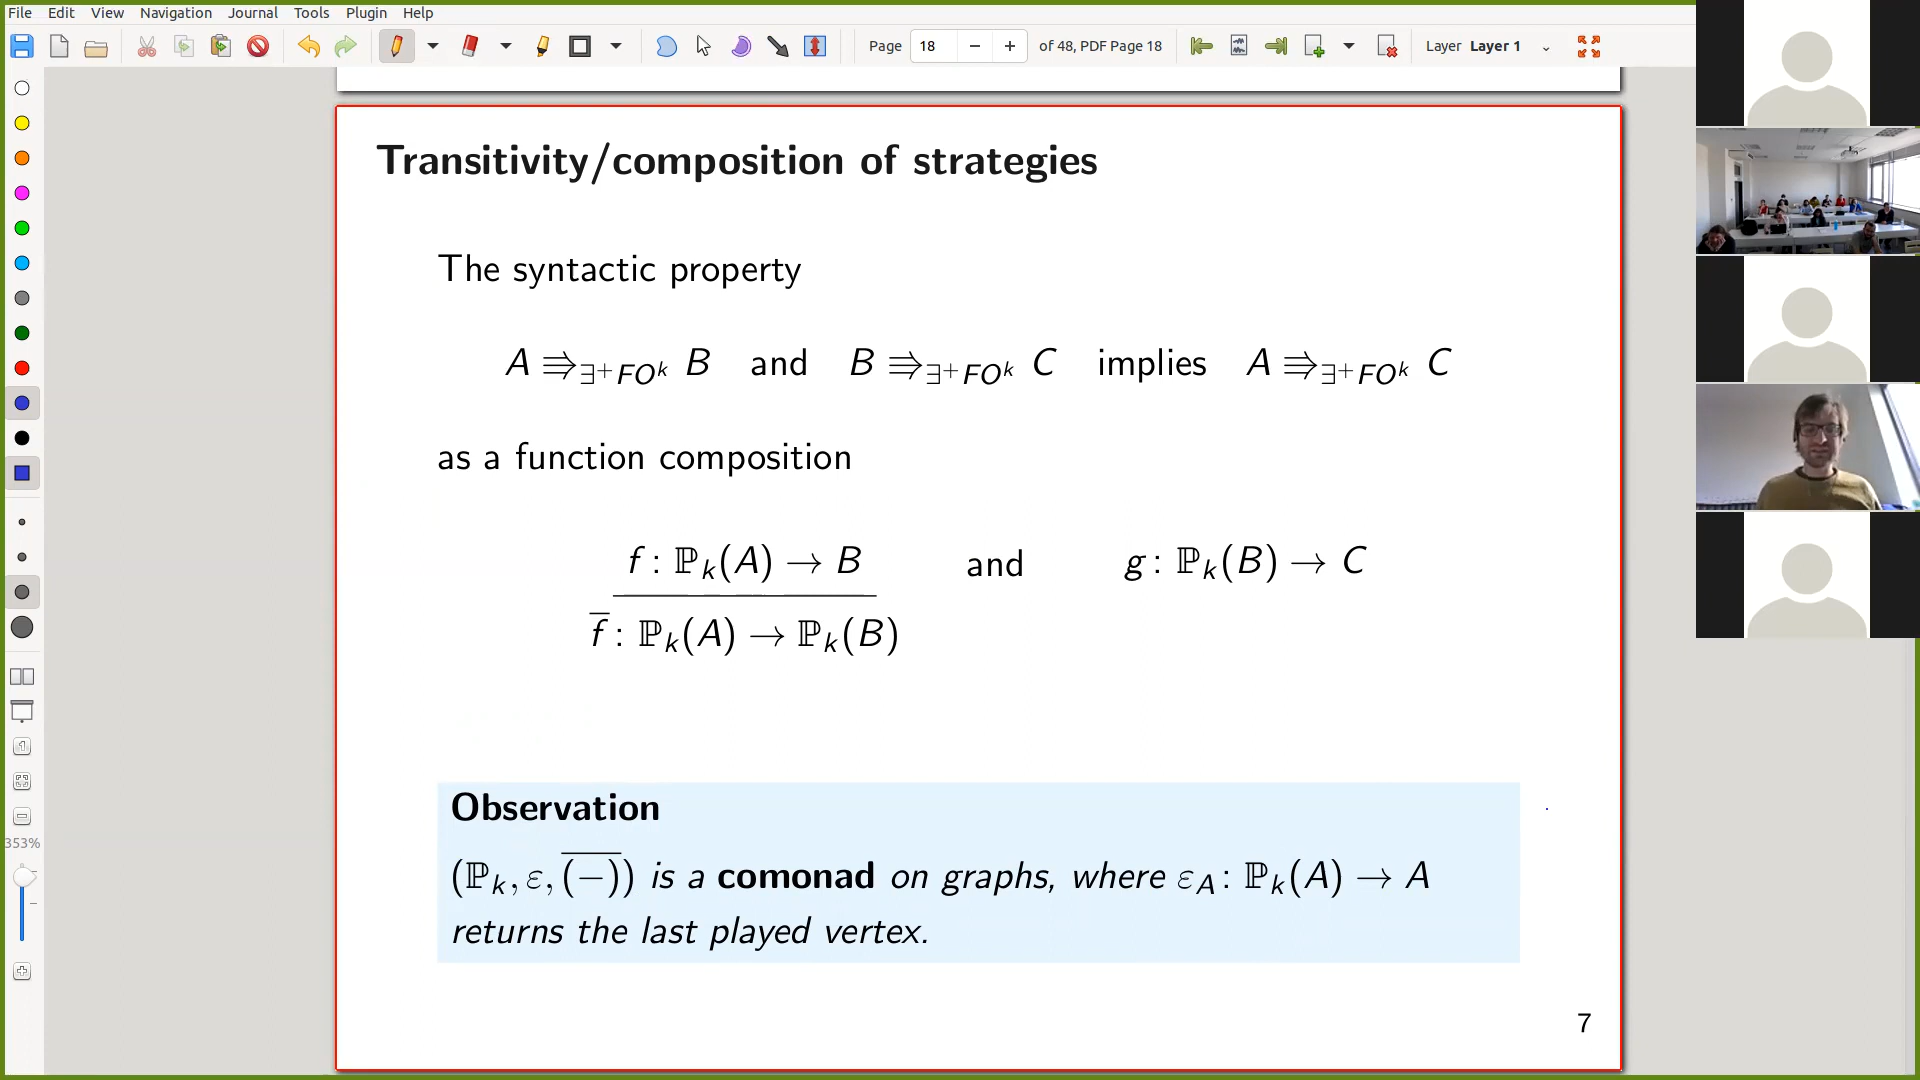 File Edit View Navigation Journal Tools Plugin Help
Page 18 − + of 48, PDF Page 18 Layer Layer 1
Transitivity/composition of strategies
The syntactic property
A ⇛∃⁺FOᵏ B and B ⇛∃⁺FOᵏ C implies A ⇛∃⁺FOᵏ C
as a function composition
f : ℙₖ(A) → B and g : ℙₖ(B) → C
f̅ : ℙₖ(A) → ℙₖ(B)
353%
Observation
(ℙₖ, ε, \overline{(−)}) is a comonad on graphs, where ε_A : ℙₖ(A) → A
returns the last played vertex.
7